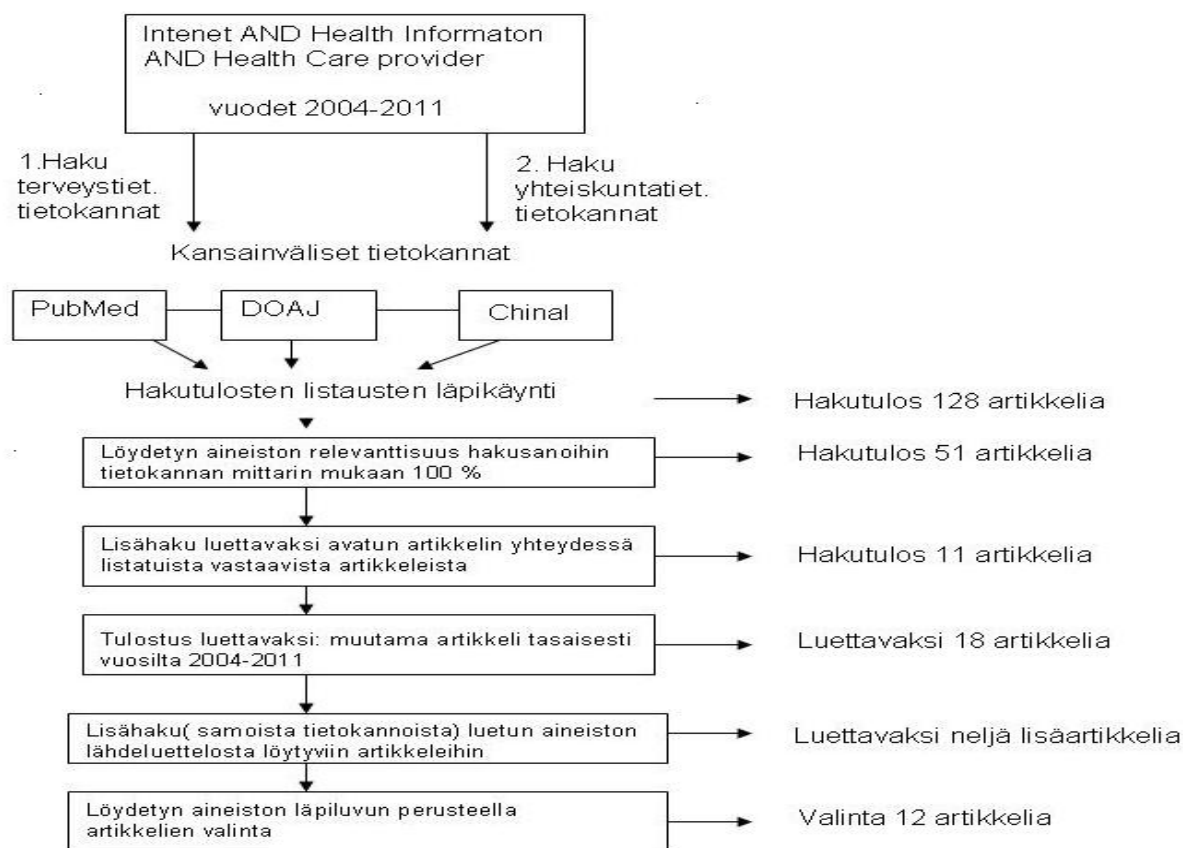 Intenet AND Health Informaton
AND Health Care provider
vuodet 2004-2011
1.Haku
terveystiet.
tietokannat
2. Haku
yhteiskuntatiet.
tietokannat
Kansainväliset tietokannat
PubMed
DOAJ
Chinal
Hakutulosten listausten läpikäynti
Hakutulos 128 artikkelia
Löydetyn aineiston relevanttisuus hakusanoihin
tietokannan mittarin mukaan 100 %
Hakutulos 51 artikkelia
Lisähaku luettavaksi avatun artikkelin yhteydessä
listatuista vastaavista artikkeleista
Hakutulos 11 artikkelia
Tulostus luettavaksi: muutama artikkeli tasaisesti
vuosilta 2004-2011
Luettavaksi 18 artikkelia
Lisähaku( samoista tietokannoista) luetun aineiston
lähdeluettelosta löytyviin artikkeleihin
Luettavaksi neljä lisäartikkelia
Löydetyn aineiston läpiluvun perusteella
artikkelien valinta
Valinta 12 artikkelia